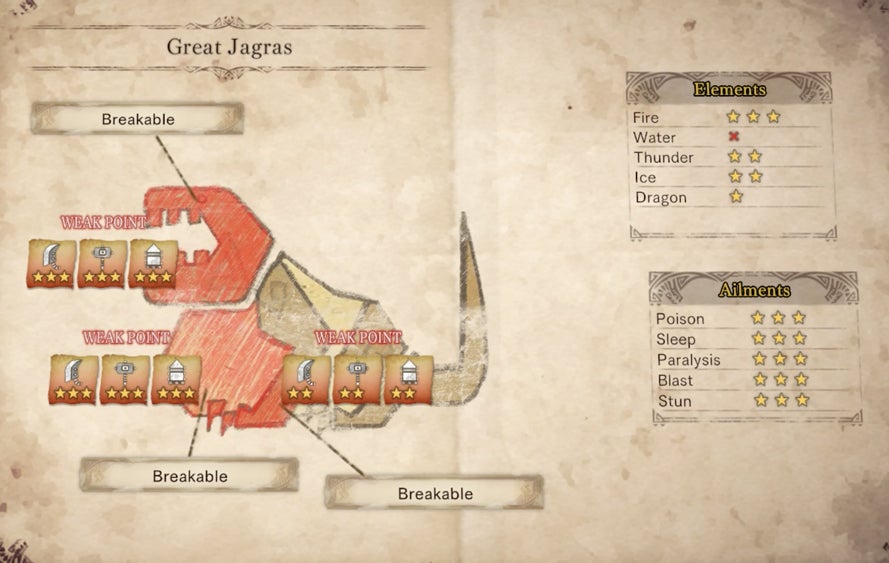 Great Jagras
Breakable
WEAK POINT
WEAK POINT
WEAK POINT
Breakable
Breakable
Elements
Fire
Water
Thunder
Ice
Dragon
Ailments
Poison
Sleep
Paralysis
Blast
Stun